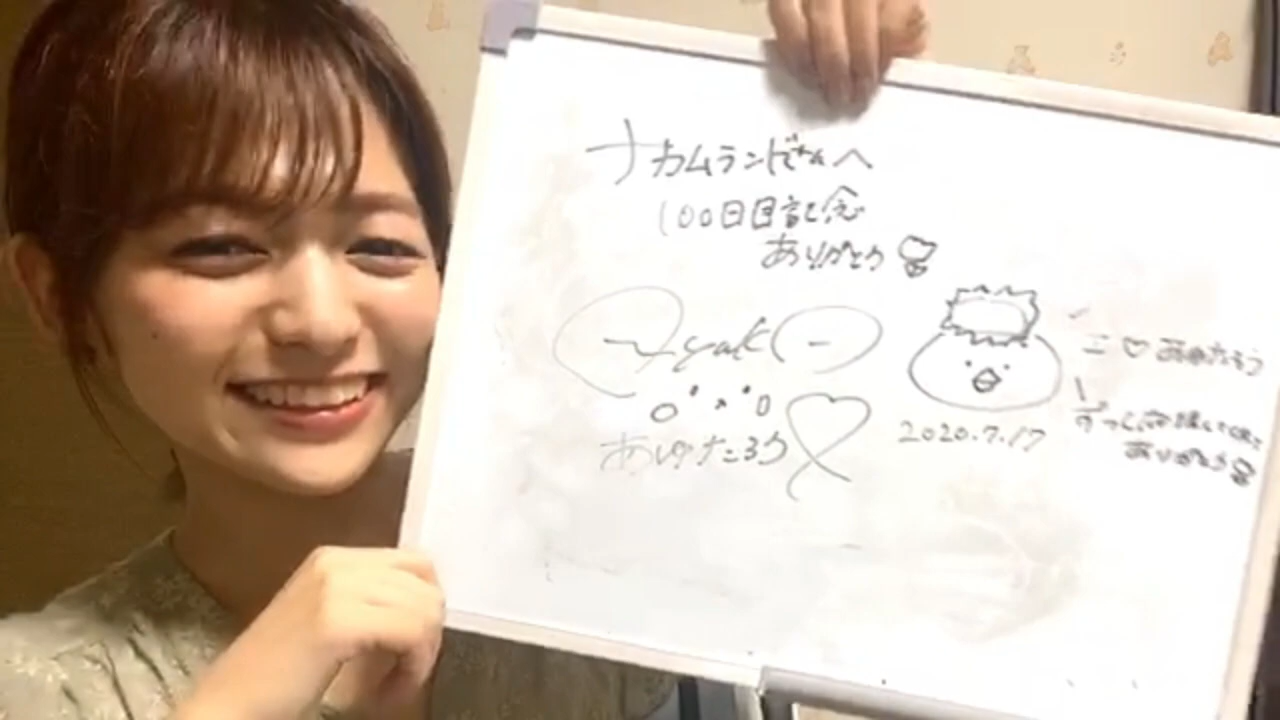 ナカムランドさんへ
100日目記念
ありがとう
Ayaka
あゆたろう
2020.7.17
あゆたろう
ずっと応援してくれて
ありがとう